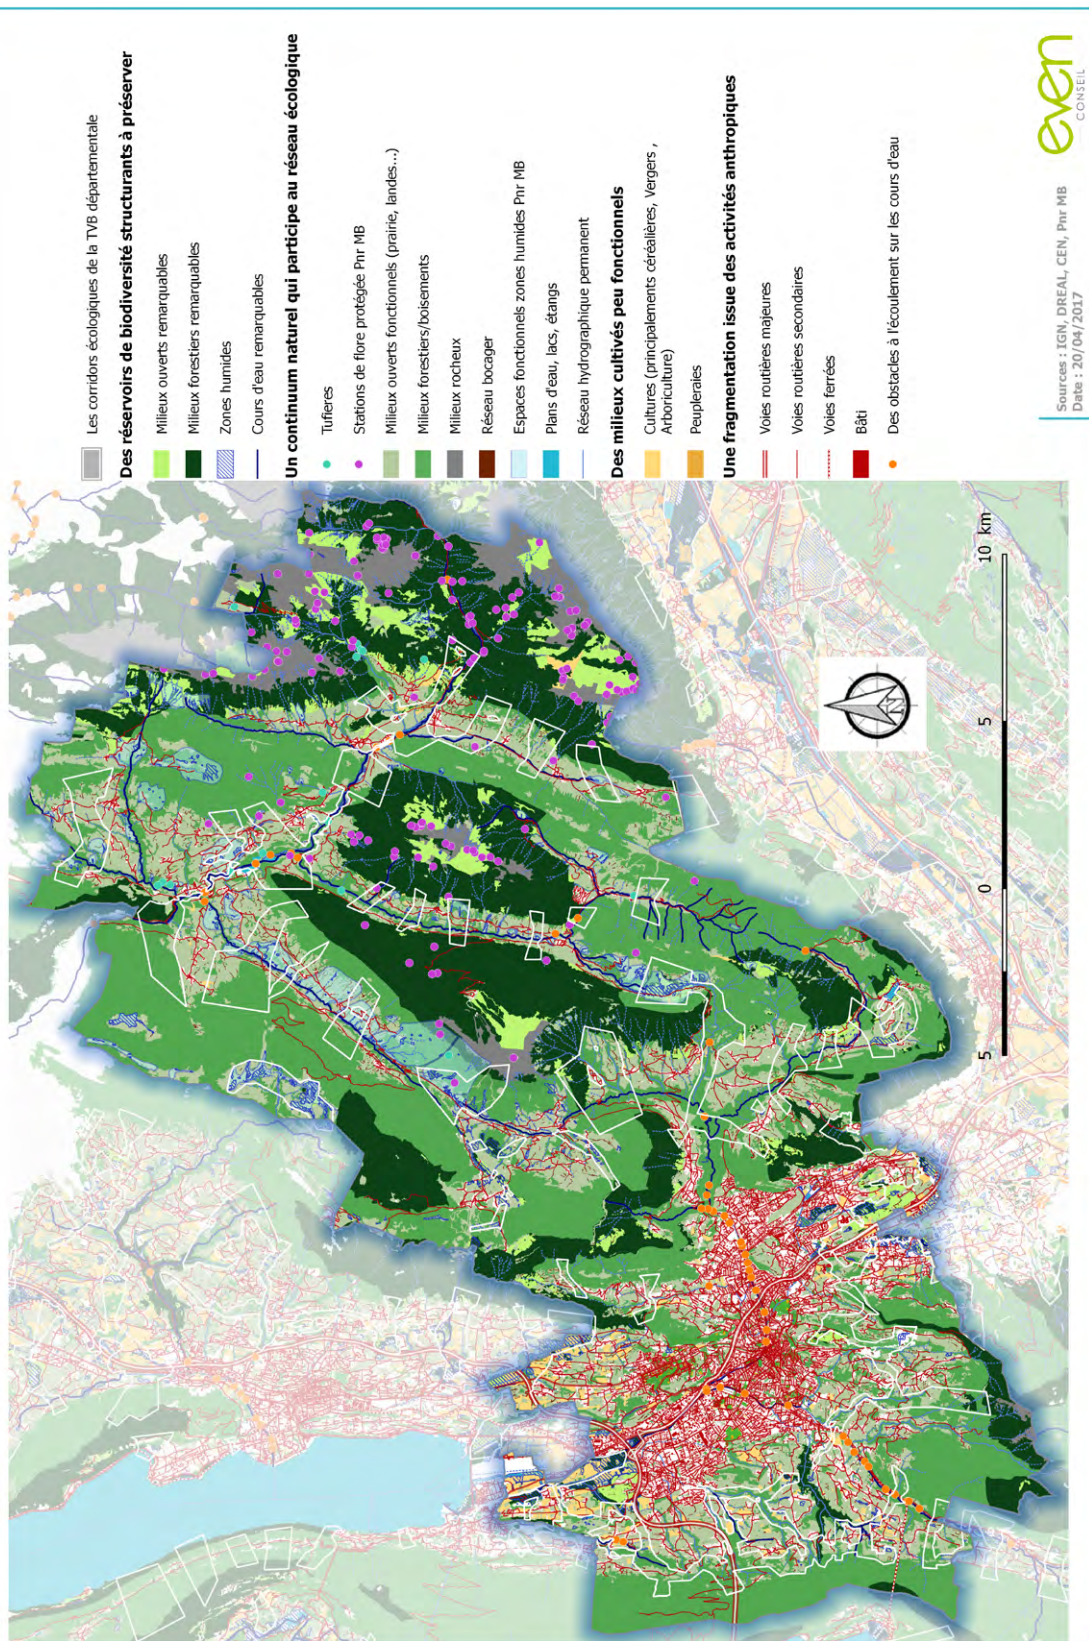 Les corridors écologiques de la TVB départementale
Des réservoirs de biodiversité structurants à préserver
Milieux ouverts remarquables
Milieux forestiers remarquables
Zones humides
Cours d'eau remarquables
Un continuum naturel qui participe au réseau écologique
Tufieres
Stations de flore protégée Pnr MB
Milieux ouverts fonctionnels (prairie, landes...)
Milieux forestiers/boisements
Milieux rocheux
Réseau bocager
Espaces fonctionnels zones humides Pnr MB
Plans d'eau, lacs, étangs
Réseau hydrographique permanent
Des milieux cultivés peu fonctionnels
Cultures (principalements céréalières, Vergers ,
Arboriculture)
Peupleraies
Une fragmentation issue des activités anthropiques
Voies routières majeures
Voies routières secondaires
Voies ferrées
Bâti
Des obstacles à l'écoulement sur les cours d'eau
5 0 5 10 km
N
Sources : IGN, DREAL, CEN, Pnr MB
Date : 20/04/2017
even
CONSEIL